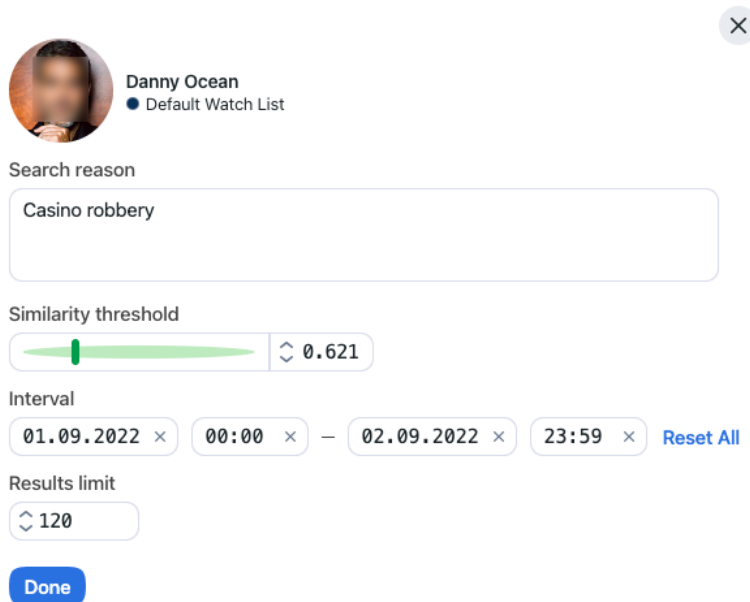 Danny Ocean
Default Watch List
Search reason
Casino robbery
Similarity threshold
0.621
Interval
01.09.2022 × 00:00 × — 02.09.2022 × 23:59 × Reset All
Results limit
120
Done